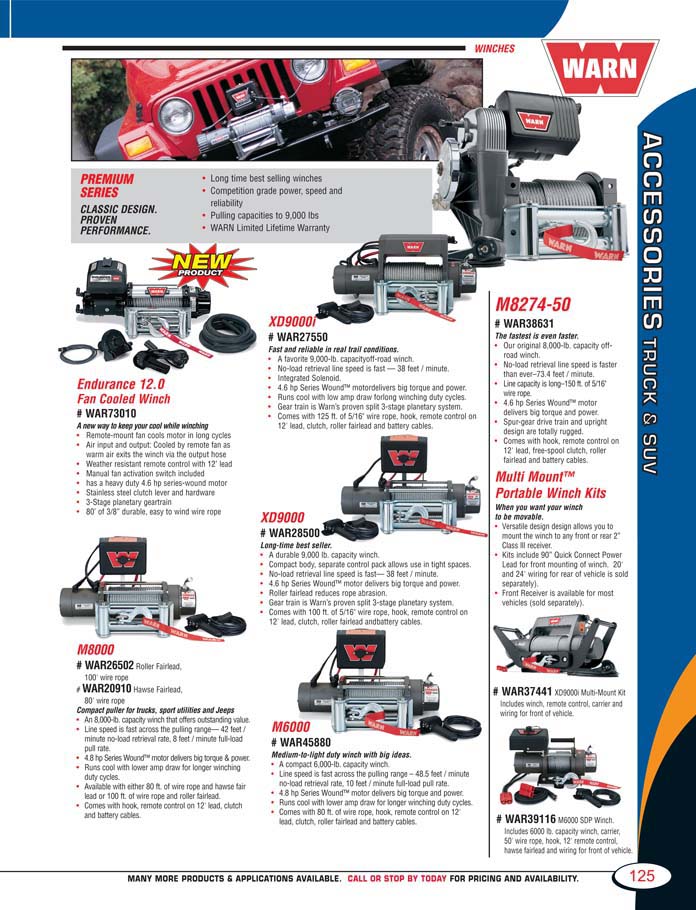 WINCHES
WARN
ACCESSORIES TRUCK & SUV
PREMIUM
SERIES
CLASSIC DESIGN.
PROVEN
PERFORMANCE.
• Long time best selling winches
• Competition grade power, speed and
reliability
• Pulling capacities to 9,000 lbs
• WARN Limited Lifetime Warranty
WARN
WARN
WARN
NEW
PRODUCT
Endurance 12.0
Fan Cooled Winch
# WAR73010
A new way to keep your cool while winching
• Remote-mount fan cools motor in long cycles
• Air input and output: Cooled by remote fan as
warm air exits the winch via the output hose
• Weather resistant remote control with 12' lead
• Manual fan activation switch included
• has a heavy duty 4.6 hp series-wound motor
• Stainless steel clutch lever and hardware
• 3-Stage planetary geartrain
• 80' of 3/8" durable, easy to wind wire rope
WARN
M8000
# WAR26502 Roller Fairlead,
100' wire rope
# WAR20910 Hawse Fairlead,
80' wire rope
Compact puller for trucks, sport utilities and Jeeps
• An 8,000-lb. capacity winch that offers outstanding value.
• Line speed is fast across the pulling range— 42 feet /
minute no-load retrieval rate, 8 feet / minute full-load
pull rate.
• 4.8 hp Series Wound™ motor delivers big torque & power.
• Runs cool with lower amp draw for longer winching
duty cycles.
• Available with either 80 ft. of wire rope and hawse fair
lead or 100 ft. of wire rope and roller fairlead.
• Comes with hook, remote control on 12' lead, clutch
and battery cables.
XD9000i
# WAR27550
Fast and reliable in real trail conditions.
• A favorite 9,000-lb. capacityoff-road winch.
• No-load retrieval line speed is fast — 38 feet / minute.
• Integrated Solenoid.
• 4.6 hp Series Wound™ motordelivers big torque and power.
• Runs cool with low amp draw forlong winching duty cycles.
• Gear train is Warn's proven split 3-stage planetary system.
• Comes with 125 ft. of 5/16" wire rope, hook, remote control on
12' lead, clutch, roller fairlead and battery cables.
XD9000
# WAR28500
Long-time best seller.
• A durable 9,000 lb. capacity winch.
• Compact body, separate control pack allows use in tight spaces.
• No-load retrieval line speed is fast— 38 feet / minute.
• 4.6 hp Series Wound™ motor delivers big torque and power.
• Roller fairlead reduces rope abrasion.
• Gear train is Warn's proven split 3-stage planetary system.
• Comes with 100 ft. of 5/16" wire rope, hook, remote control on
12' lead, clutch, roller fairlead andbattery cables.
WARN
M6000
# WAR45880
Medium-to-light duty winch with big ideas.
• A compact 6,000-lb. capacity winch.
• Line speed is fast across the pulling range – 48.5 feet / minute
no-load retrieval rate, 10 feet / minute full-load pull rate.
• 4.8 hp Series Wound™ motor delivers big torque and power.
• Runs cool with lower amp draw for longer winching duty cycles.
• Comes with 80 ft. of wire rope, hook, remote control on 12'
lead, clutch, roller fairlead and battery cables.
M8274-50
# WAR38631
The fastest is even faster.
• Our original 8,000-lb. capacity off-
road winch.
• No-load retrieval line speed is faster
than ever–73.4 feet / minute.
• Line capacity is long–150 ft. of 5/16"
wire rope.
• 4.6 hp Series Wound™ motor
delivers big torque and power.
• Spur-gear drive train and upright
design are totally rugged.
• Comes with hook, remote control on
12' lead, free-spool clutch, roller
fairlead and battery cables.
Multi Mount™
Portable Winch Kits
When you want your winch
to be movable.
• Versatile design design allows you to
mount the winch to any front or rear 2"
Class III receiver.
• Kits include 90" Quick Connect Power
Lead for front mounting of winch. 20'
and 24' wiring for rear of vehicle is sold
separately).
• Front Receiver is available for most
vehicles (sold separately).
# WAR37441 XD9000i Multi-Mount Kit
Includes winch, remote control, carrier and
wiring for front of vehicle.
# WAR39116 M6000 SDP Winch.
Includes 6000 lb. capacity winch, carrier,
50' wire rope, hook, 12' remote control,
hawse fairlead and wiring for front of vehicle.
MANY MORE PRODUCTS & APPLICATIONS AVAILABLE. CALL OR STOP BY TODAY FOR PRICING AND AVAILABILITY.
125